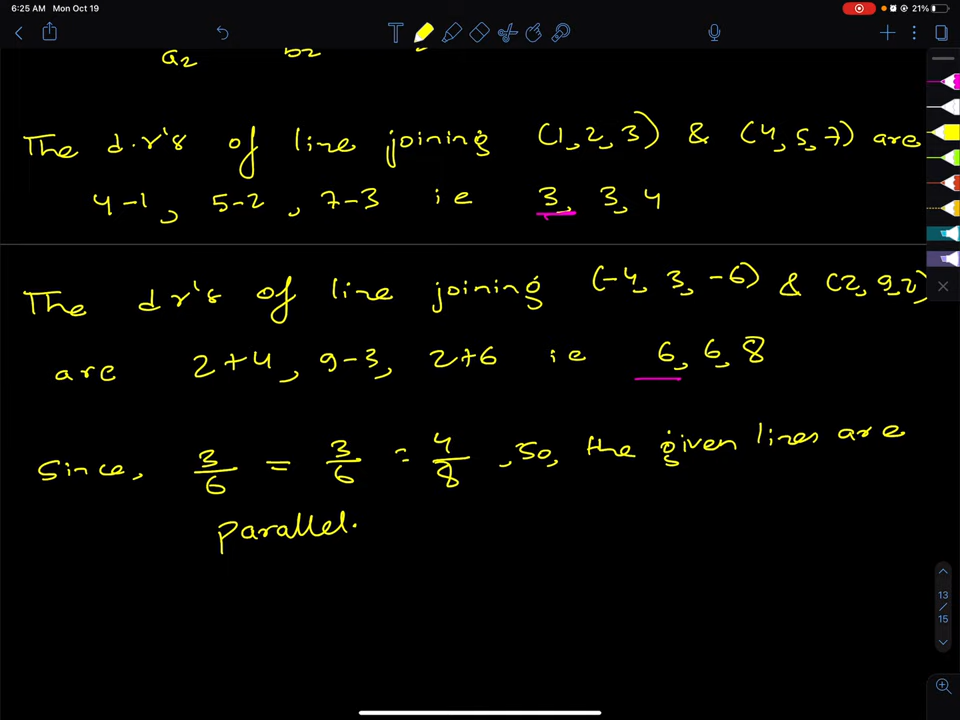 6:25 AM Mon Oct 19
21%
a2 b2
The d.r's of line joining (1, 2, 3) & (4, 5, 7) are
4-1, 5-2, 7-3 ie 3, 3, 4
The d r's of line joining (-4, 3, -6) & (2, 9, 2)
are 2+4, 9-3, 2+6 ie 6, 6, 8
Since, 3/6 = 3/6 = 4/8, So, the given lines are
parallel.
13
/
15